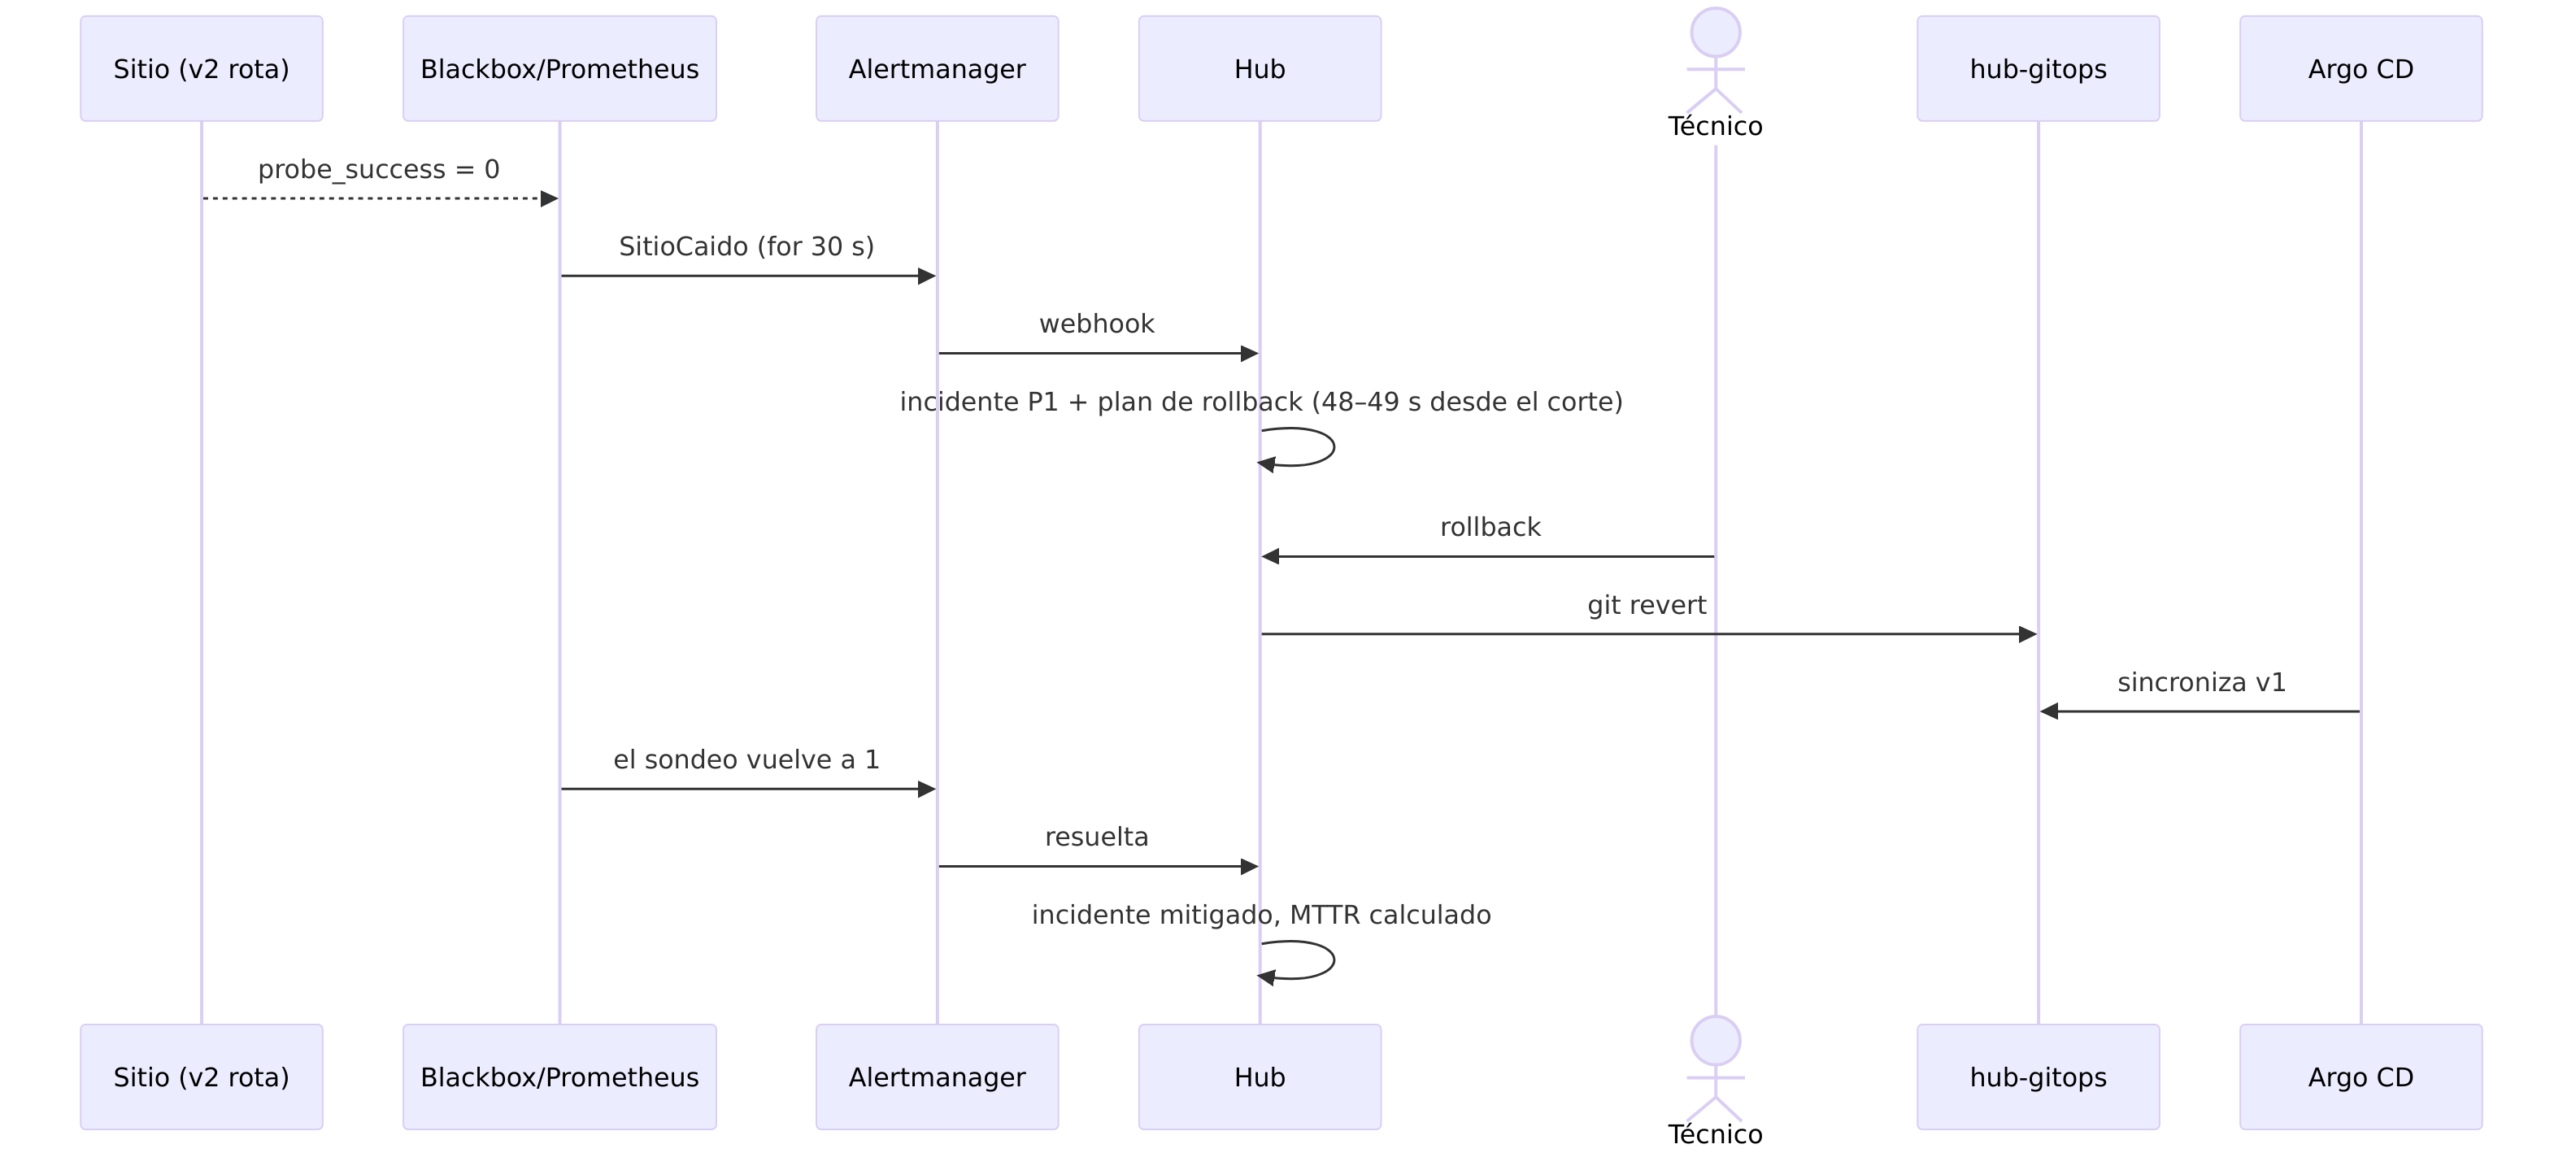 Sitio (v2 rota)
Blackbox/Prometheus
Alertmanager
Hub
Técnico
hub-gitops
Argo CD
probe_success = 0
SitioCaido (for 30 s)
webhook
incidente P1 + plan de rollback (48–49 s desde el corte)
rollback
git revert
sincroniza v1
el sondeo vuelve a 1
resuelta
incidente mitigado, MTTR calculado
Sitio (v2 rota)
Blackbox/Prometheus
Alertmanager
Hub
Técnico
hub-gitops
Argo CD